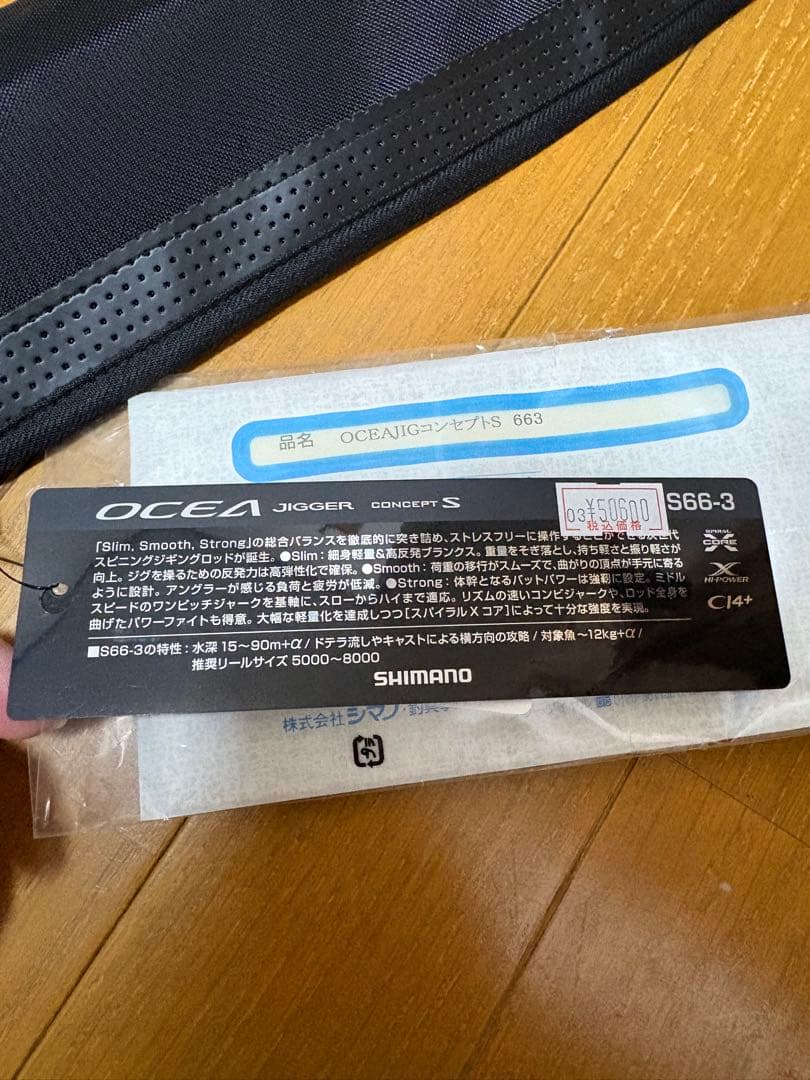 品名 OCEAJIGコンセプトS 663
OCEA JIGGER CONCEPT S
03 ¥50600
税込価格
S66-3
「Slim, Smooth, Strong」の総合バランスを徹底的に突き詰め、ストレスフリーに操作することができる次世代
スピニングジギングロッドが誕生。●Slim：細身軽量&高反発ブランクス。重量をそぎ落とし、持ち軽さと振り軽さが
向上。ジグを操るための反発力は高弾性化で確保。●Smooth：荷重の移行がスムーズで、曲がりの頂点が手元に寄る
ように設計。アングラーが感じる負荷と疲労が低減。●Strong：体幹となるバットパワーは強靭に設定。ミドル
スピードのワンピッチジャークを基軸に、スローからハイまで適応。リズムの速いコンビジャークや、ロッド全身を
曲げたパワーファイトも得意。大幅な軽量化を達成しつつ［スパイラルXコア］によって十分な強度を実現。
SPIRAL
X
CORE
X
HI-POWER
CI4+
■S66-3の特性：水深15〜90m+α／ドテラ流しやキャストによる横方向の攻略／対象魚〜12kg+α／
推奨リールサイズ 5000〜8000
SHIMANO
株式会社シマノ・釣具